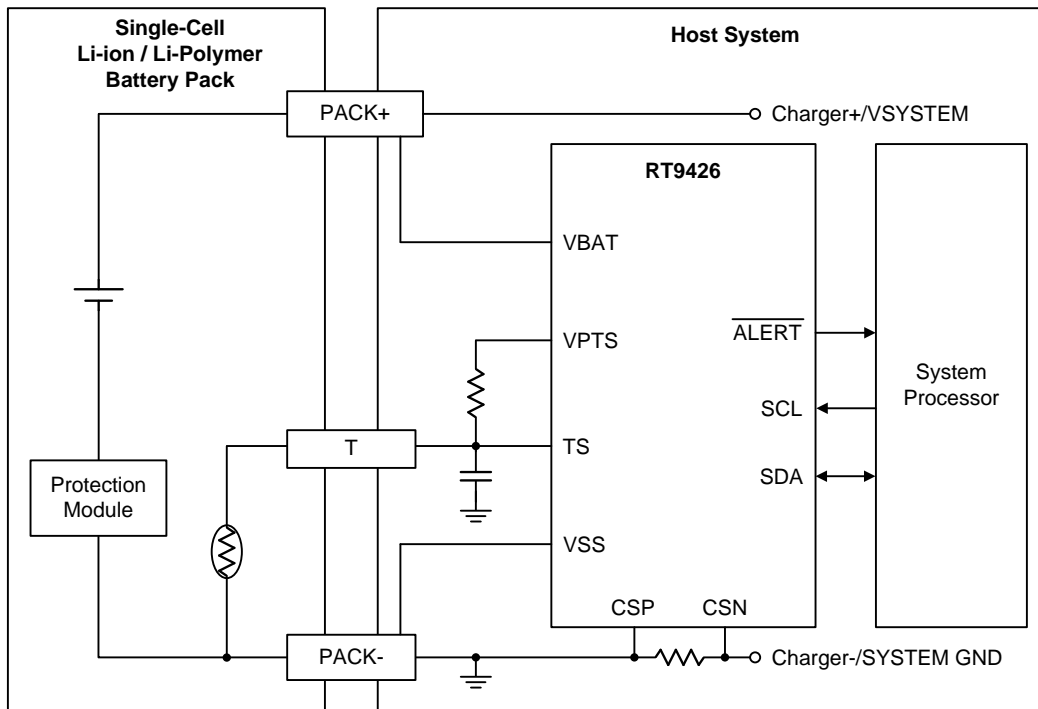 Single-Cell
Li-ion / Li-Polymer
Battery Pack
Host System
PACK+
Charger+/VSYSTEM
RT9426
VBAT
VPTS
ALERT
System
Processor
SCL
T
TS
SDA
Protection
Module
VSS
CSP
CSN
PACK-
Charger-/SYSTEM GND